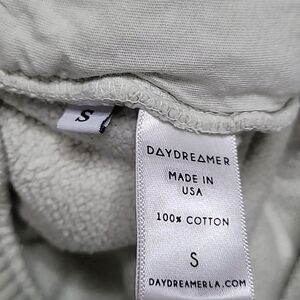 S
DAYDREAMER
MADE IN
USA
100% COTTON
S
DAYDREAMERLA.COM